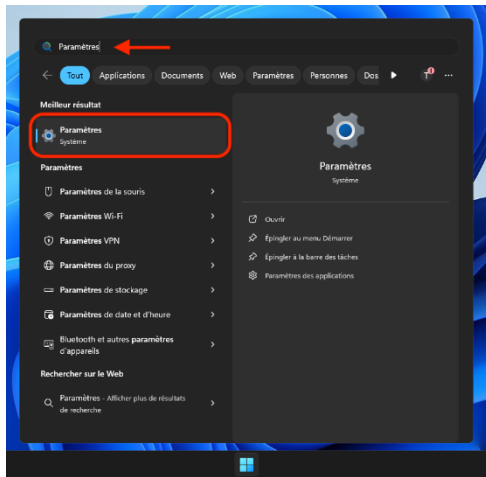 Paramètres
Tout Applications Documents Web Paramètres Personnes Dos T
Meilleur résultat
Paramètres
Système
Paramètres
Paramètres de la souris
Paramètres Wi-Fi
Paramètres VPN
Paramètres du proxy
Paramètres de stockage
Paramètres de date et d'heure
Bluetooth et autres paramètres
d'appareils
Rechercher sur le Web
Paramètres - Afficher plus de résultats
de recherche
Paramètres
Système
Ouvrir
Épingler au menu Démarrer
Épingler à la barre des tâches
Paramètres des applications